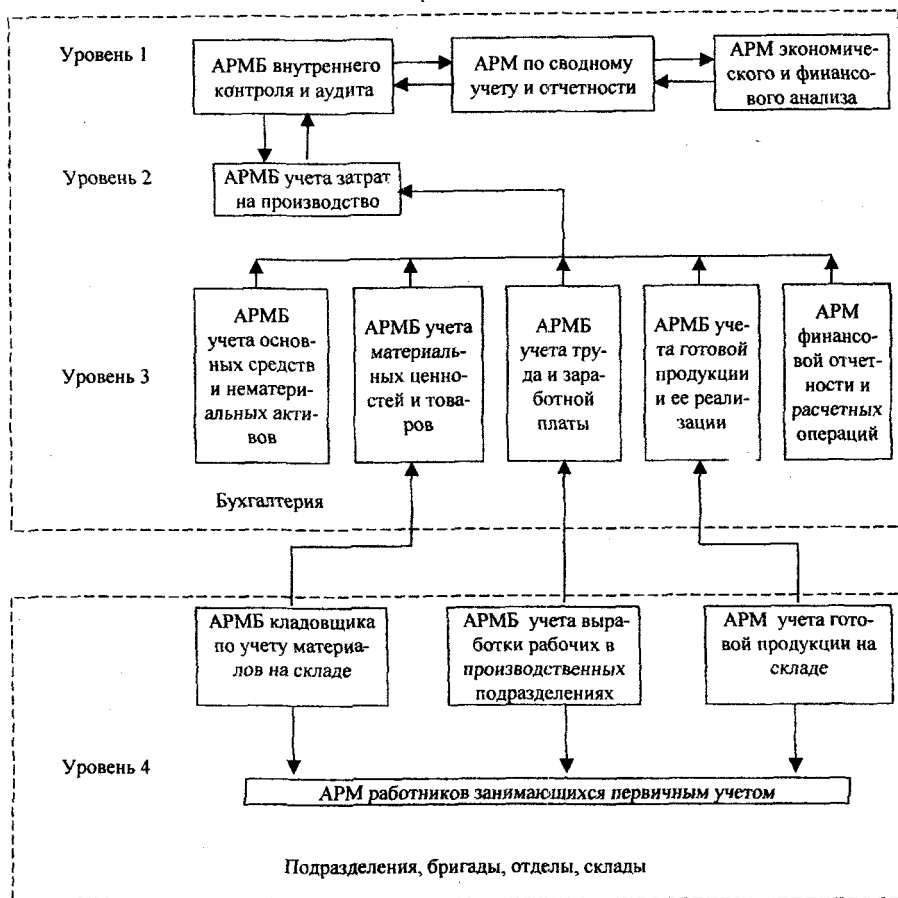 Уровень 1
АРМБ внутреннего
контроля и аудита
АРМ по сводному
учету и отчетности
АРМ экономиче-
ского и финансо-
вого анализа
Уровень 2
АРМБ учета затрат
на производство
Уровень 3
АРМБ
учета основ-
ных средств
и нематери-
альных акти-
вов
АРМБ учета
материаль-
ных ценно-
стей и това-
ров
АРМБ
учета тру-
да и зара-
ботной
платы
АРМБ уче-
та готовой
продукции
и ее реали-
зации
АРМ
финансо-
вой отчет-
ности и
расчетных
операций
Бухгалтерия
АРМБ кладовщика
по учету материа-
лов на складе
АРМБ учета выра-
ботки рабочих в
производственных
подразделениях
АРМ учета гото-
вой продукции на
складе
Уровень 4
АРМ работников занимающихся первичным учетом
Подразделения, бригады, отделы, склады